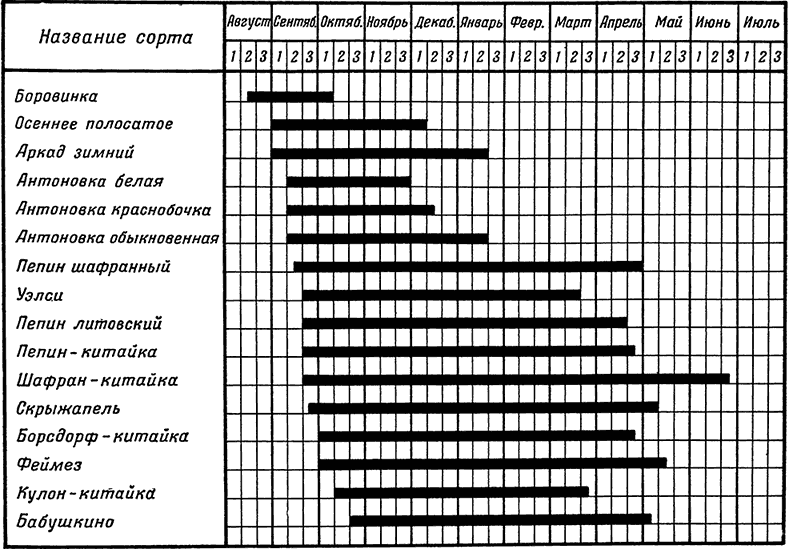 Название сорта
Август Сентяб. Октяб. Ноябрь Декаб. Январь Февр. Март Апрель Май Июнь Июль
1 2 3 1 2 3 1 2 3 1 2 3 1 2 3 1 2 3 1 2 3 1 2 3 1 2 3 1 2 3 1 2 3 1 2 3
Боровинка
Осеннее полосатое
Аркад зимний
Антоновка белая
Антоновка краснобочка
Антоновка обыкновенная
Пепин шафранный
Уэлси
Пепин литовский
Пепин-китайка
Шафран-китайка
Скрыжапель
Борсдорф-китайка
Феймез
Кулон-китайка
Бабушкино